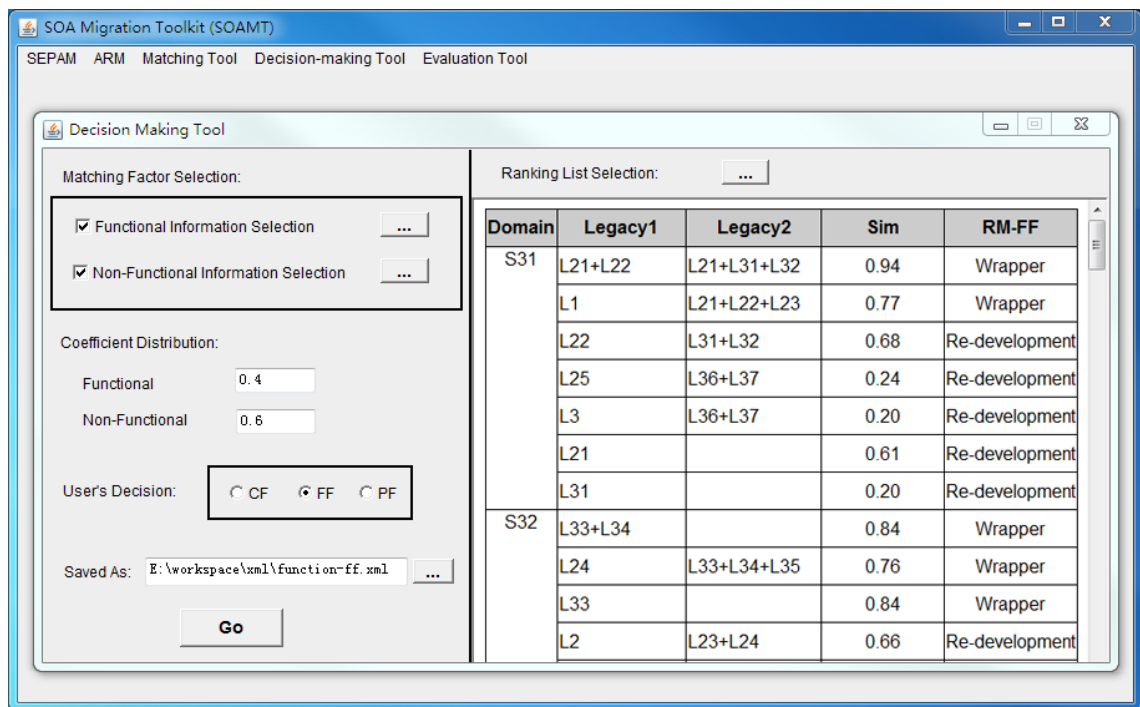 SOA Migration Toolkit (SOAMT)
SEPAM ARM Matching Tool Decision-making Tool Evaluation Tool
Decision Making Tool
Matching Factor Selection:
Functional Information Selection ...
Non-Functional Information Selection ...
Coefficient Distribution:
Functional 0.4
Non-Functional 0.6
User's Decision: CF FF PF
Saved As: E:\workspace\xml\function-ff.xml ...
Go
Ranking List Selection: ...
Domain Legacy1 Legacy2 Sim RM-FF
S31 L21+L22 L21+L31+L32 0.94 Wrapper
L1 L21+L22+L23 0.77 Wrapper
L22 L31+L32 0.68 Re-development
L25 L36+L37 0.24 Re-development
L3 L36+L37 0.20 Re-development
L21 0.61 Re-development
L31 0.20 Re-development
S32 L33+L34 0.84 Wrapper
L24 L33+L34+L35 0.76 Wrapper
L33 0.84 Wrapper
L2 L23+L24 0.66 Re-development